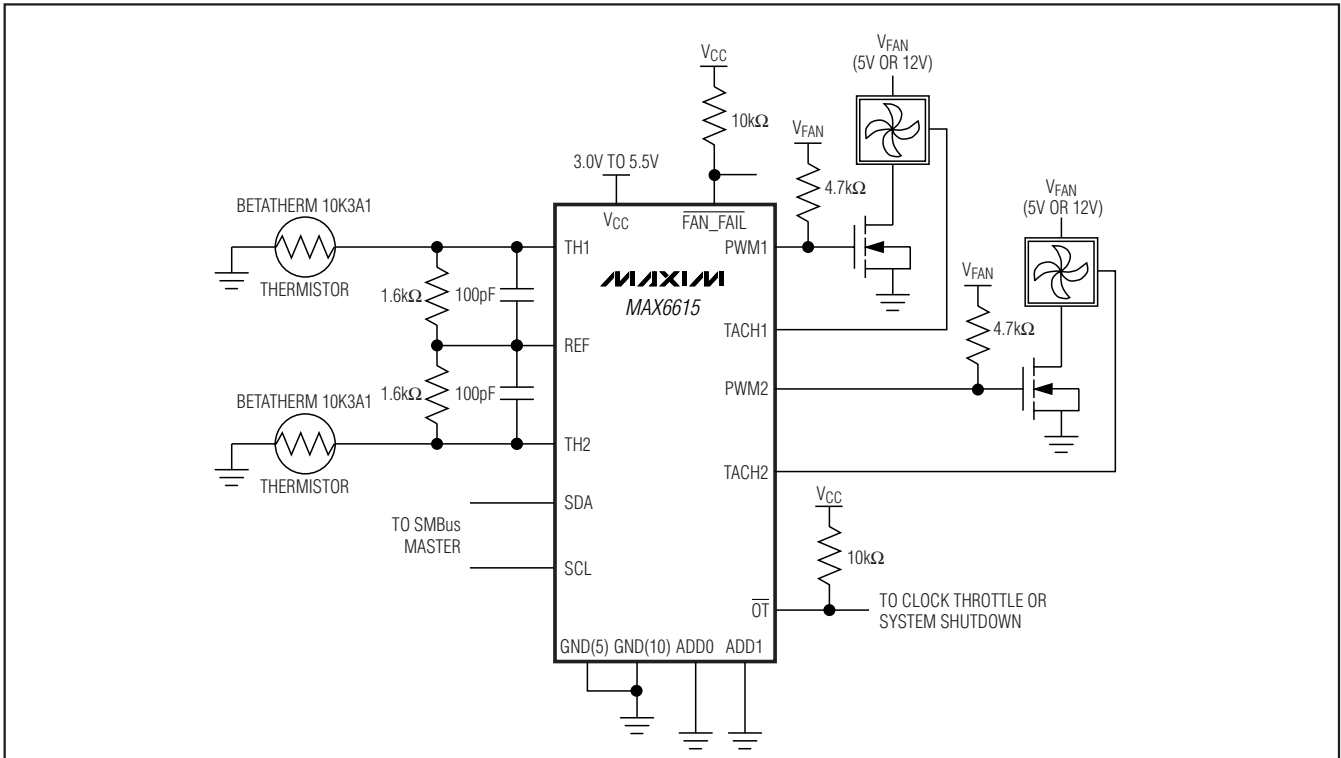 VFAN
(5V OR 12V)
VCC
10kΩ
VFAN
4.7kΩ
3.0V TO 5.5V
VFAN
(5V OR 12V)
BETATHERM 10K3A1
THERMISTOR
VCC
FAN_FAIL
TH1
PWM1
MAXIM
MAX6615
1.6kΩ
100pF
VFAN
4.7kΩ
TACH1
REF
1.6kΩ
100pF
PWM2
BETATHERM 10K3A1
THERMISTOR
TH2
TACH2
SDA
VCC
TO SMBus
MASTER
10kΩ
SCL
OT
TO CLOCK THROTTLE OR
SYSTEM SHUTDOWN
GND(5) GND(10) ADD0 ADD1